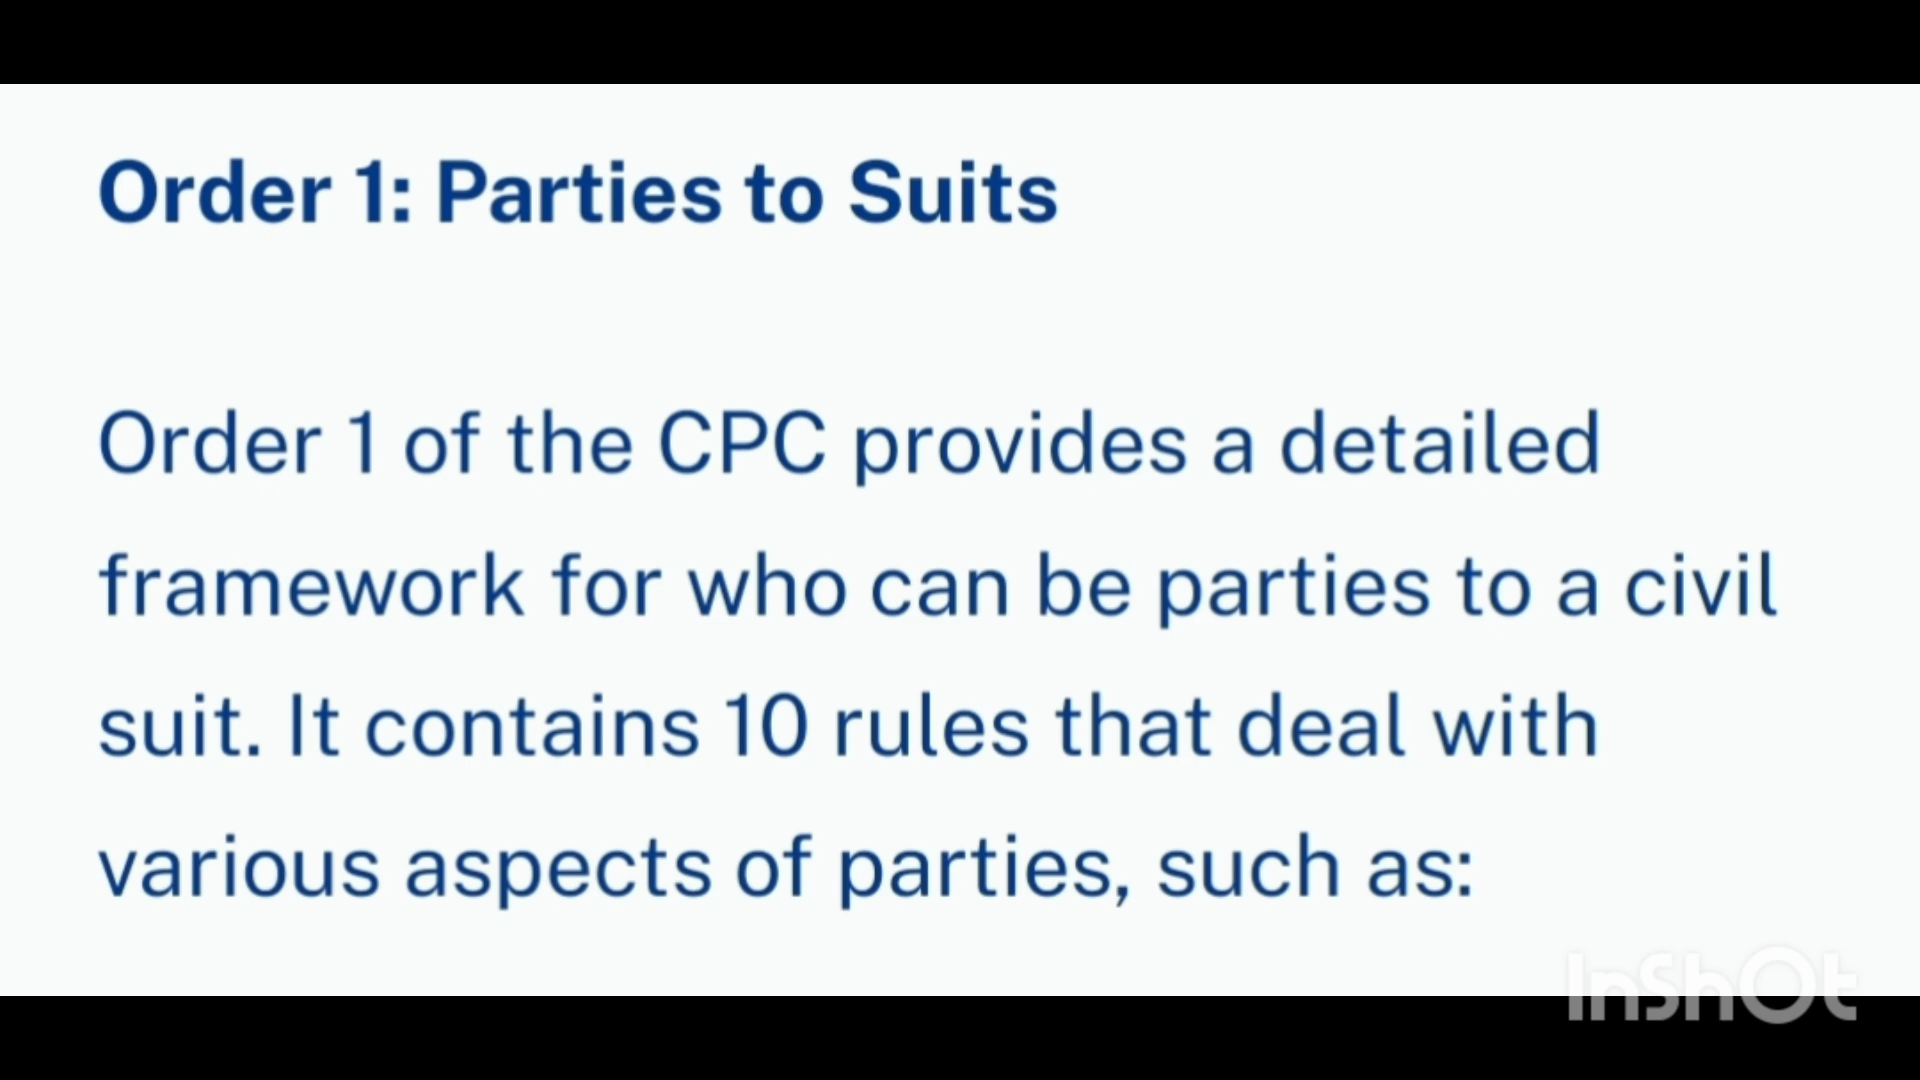 Order 1: Parties to Suits
Order 1 of the CPC provides a detailed
framework for who can be parties to a civil
suit. It contains 10 rules that deal with
various aspects of parties, such as:
InShOt